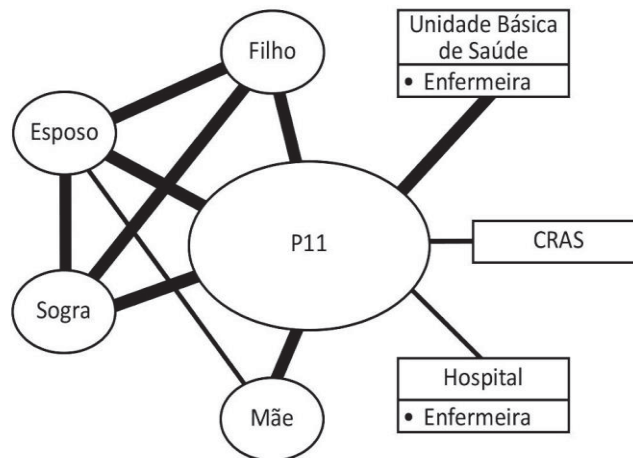 Filho
Unidade Básica
de Saúde
• Enfermeira
Esposo
P11
CRAS
Sogra
Hospital
• Enfermeira
Mãe